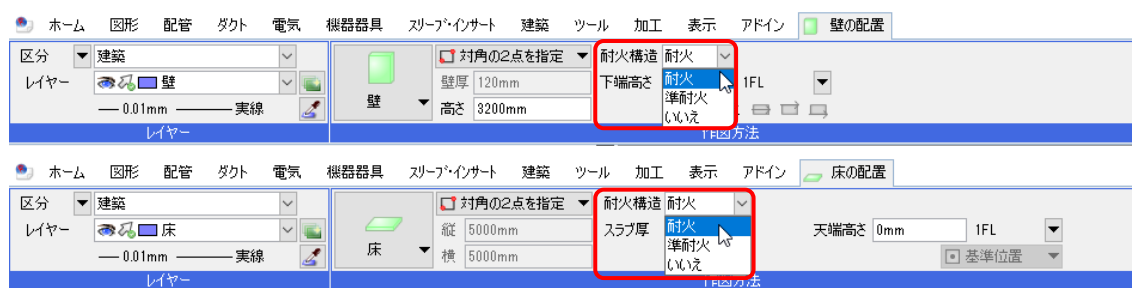 ホーム 図形 配管 ダクト 電気 機器器具 スリーブ・インサート 建築 ツール 加工 表示 アドイン 壁の配置
区分 建築 対角の2点を指定 耐火構造 耐火
レイヤー 壁 壁厚 120mm 下端高さ 耐火 1FL
0.01mm 実線 壁 高さ 3200mm 準耐火
いいえ
レイヤー 作図方法
ホーム 図形 配管 ダクト 電気 機器器具 スリーブ・インサート 建築 ツール 加工 表示 アドイン 床の配置
区分 建築 対角の2点を指定 耐火構造 耐火
レイヤー 床 縦 5000mm スラブ厚 耐火 天端高さ 0mm 1FL
0.01mm 実線 床 横 5000mm 準耐火 基準位置
いいえ
レイヤー 作図方法